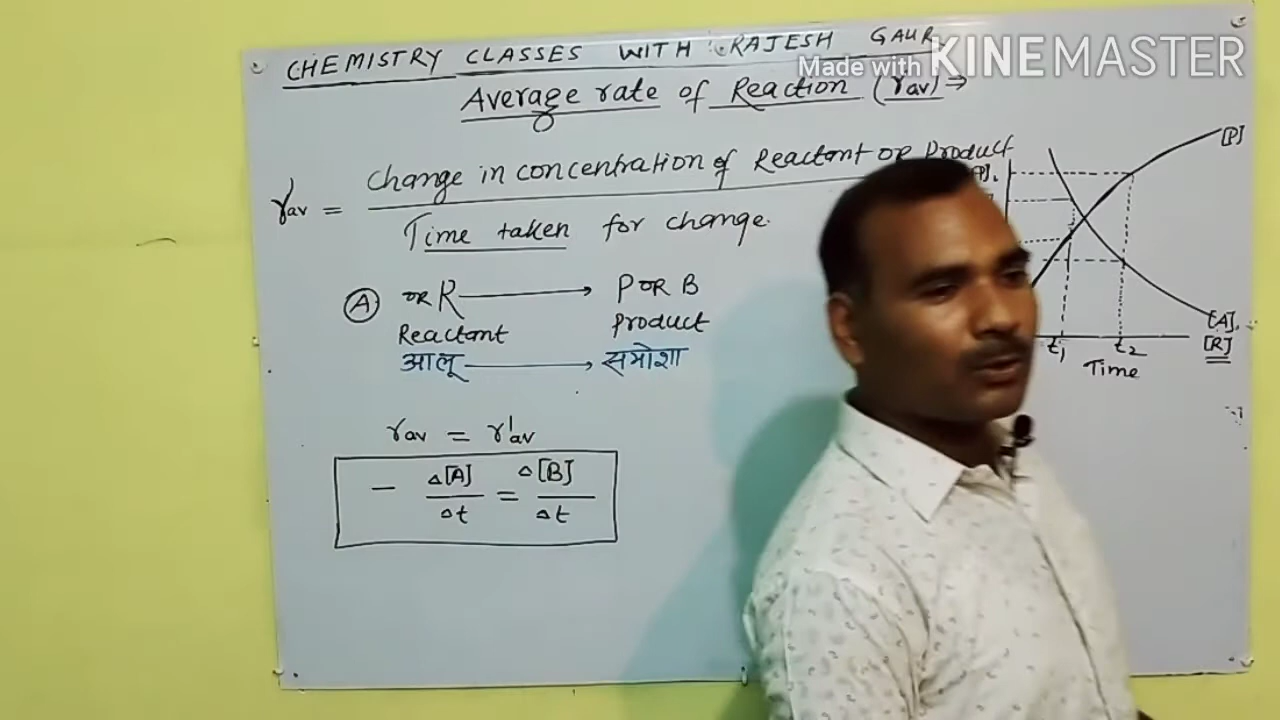 CHEMISTRY CLASSES WITH RAJESH GAUR
Made with KINEMASTER
Average rate of Reaction (rav) →
rav = Change in concentration of Reactant or Product
Time taken for change.
[P]
Ⓐ or R ⟶ P or B
Reactant Product
आलू ⟶ समोशा
[A],
[R]
t₁ t₂
Time
rav = r'av
- Δ[A] / Δt = Δ[B] / Δt